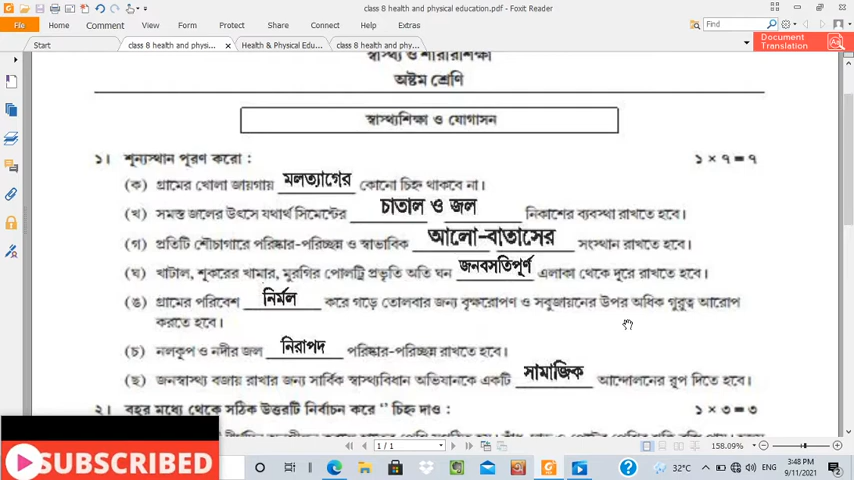 class 8 health and physical education.pdf - Foxit Reader
File Home Comment View Form Protect Share Connect Help Extras Find
Start class 8 health and physi... × Health & Physical Edu... class 8 health and phy... Document Translation
স্বাস্থ্য ও শারীরশিক্ষা
অষ্টম শ্রেণি
স্বাস্থ্যশিক্ষা ও যোগাসন
১। শূন্যস্থান পূরণ করো : ১ × ৭ = ৭
(ক) গ্রামের খোলা জায়গায় মলত্যাগের কোনো চিহ্ন থাকবে না।
(খ) সমস্ত জলের উৎসে যথার্থ সিমেন্টের চাতাল ও জল নিকাশের ব্যবস্থা রাখতে হবে।
(গ) প্রতিটি শৌচাগারে পরিষ্কার-পরিচ্ছন্ন ও স্বাভাবিক আলো-বাতাসের সংস্থান রাখতে হবে।
(ঘ) খাটাল, শূকরের খামার, মুরগির পোলট্রি প্রভৃতি অতি ঘন জনবসতিপূর্ণ এলাকা থেকে দূরে রাখতে হবে।
(ঙ) গ্রামের পরিবেশ নির্মল করে গড়ে তোলবার জন্য বৃক্ষরোপণ ও সবুজায়নের উপর অধিক গুরুত্ব আরোপ
করতে হবে।
(চ) নলকূপ ও নদীর জল নিরাপদ পরিষ্কার-পরিচ্ছন্ন রাখতে হবে।
(ছ) জনস্বাস্থ্য বজায় রাখার জন্য সার্বিক স্বাস্থ্যবিধান অভিযানকে একটি সামাজিক আন্দোলনের রূপ দিতে হবে।
২। বহুর মধ্যে থেকে সঠিক উত্তরটি নির্বাচন করে '' চিহ্ন দাও : ১ × ৩ = ৩
1 / 1 158.09%
SUBSCRIBED
32°C ENG 3:48 PM
9/11/2021